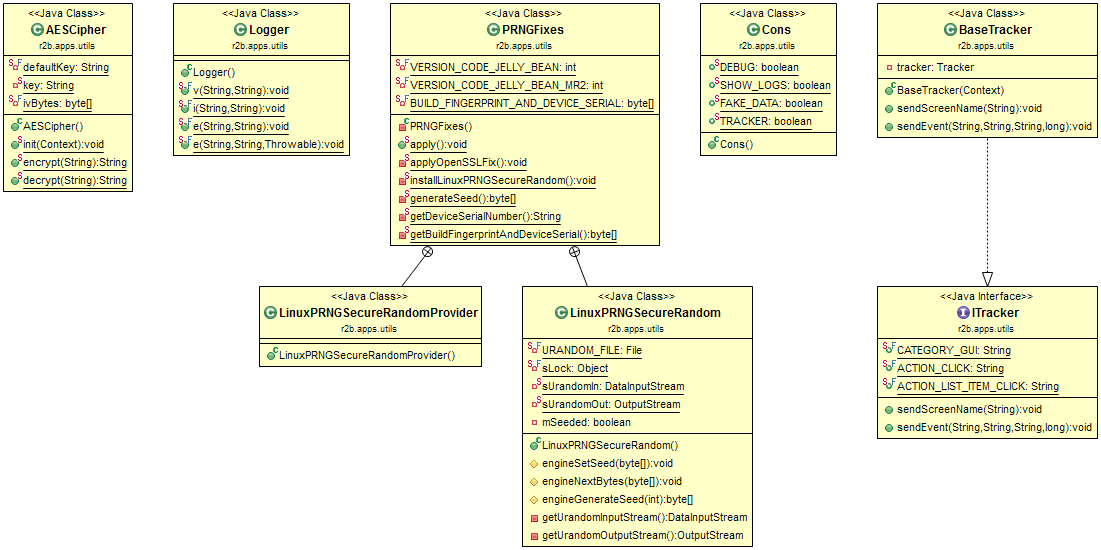 <<Java Class>>
AESCipher
r2b.apps.utils
defaultKey: String
key: String
ivBytes: byte[]
AESCipher()
init(Context):void
encrypt(String):String
decrypt(String):String
<<Java Class>>
Logger
r2b.apps.utils
Logger()
v(String,String):void
i(String,String):void
e(String,String):void
e(String,String,Throwable):void
<<Java Class>>
PRNGFixes
r2b.apps.utils
VERSION_CODE_JELLY_BEAN: int
VERSION_CODE_JELLY_BEAN_MR2: int
BUILD_FINGERPRINT_AND_DEVICE_SERIAL: byte[]
PRNGFixes()
apply():void
applyOpenSSLFix():void
installLinuxPRNGSecureRandom():void
generateSeed():byte[]
getDeviceSerialNumber():String
getBuildFingerprintAndDeviceSerial():byte[]
<<Java Class>>
Cons
r2b.apps.utils
DEBUG: boolean
SHOW_LOGS: boolean
FAKE_DATA: boolean
TRACKER: boolean
Cons()
<<Java Class>>
BaseTracker
r2b.apps.utils
tracker: Tracker
BaseTracker(Context)
sendScreenName(String):void
sendEvent(String,String,String,long):void
<<Java Class>>
LinuxPRNGSecureRandomProvider
r2b.apps.utils
LinuxPRNGSecureRandomProvider()
<<Java Class>>
LinuxPRNGSecureRandom
r2b.apps.utils
URANDOM_FILE: File
sLock: Object
sUrandomIn: DataInputStream
sUrandomOut: OutputStream
mSeeded: boolean
LinuxPRNGSecureRandom()
engineSetSeed(byte[]):void
engineNextBytes(byte[]):void
engineGenerateSeed(int):byte[]
getUrandomInputStream():DataInputStream
getUrandomOutputStream():OutputStream
<<Java Interface>>
ITracker
r2b.apps.utils
CATEGORY_GUI: String
ACTION_CLICK: String
ACTION_LIST_ITEM_CLICK: String
sendScreenName(String):void
sendEvent(String,String,String,long):void